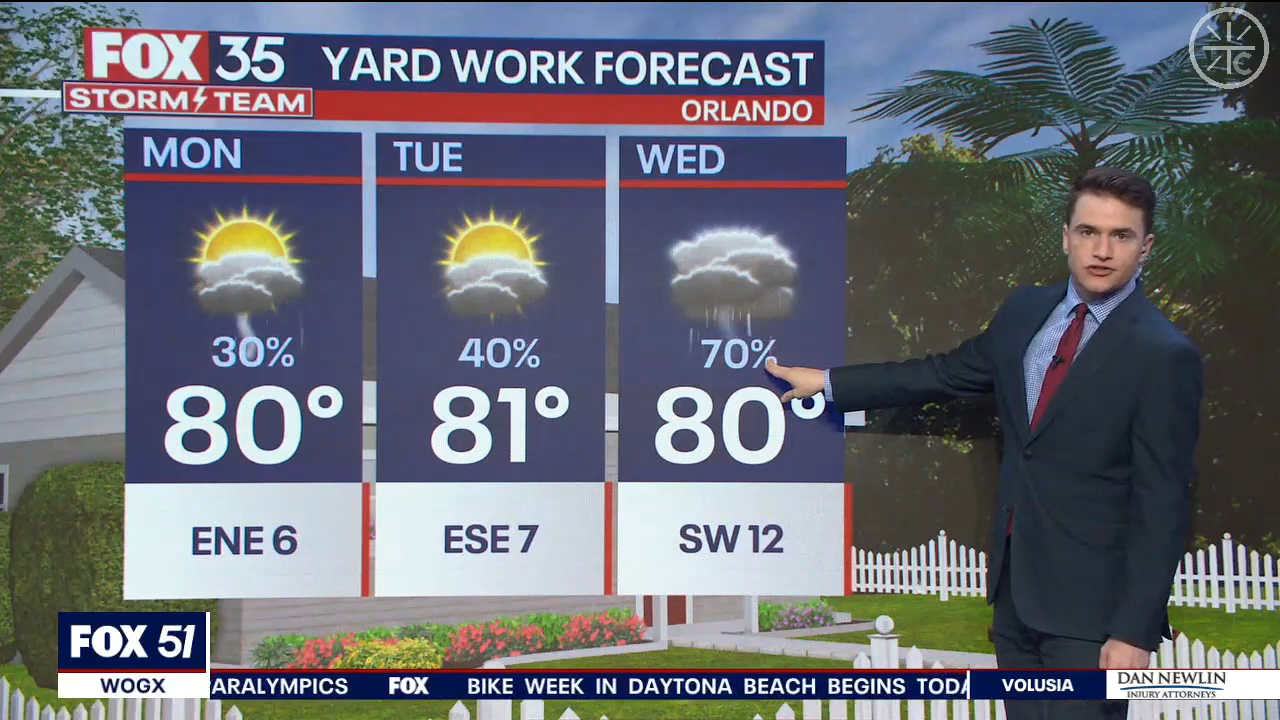 FOX 35
STORM TEAM
YARD WORK FORECAST
ORLANDO
MON
30%
80°
ENE 6
TUE
40%
81°
ESE 7
WED
70%
80°
SW 12
FOX 51
WOGX
ARALYMPICS FOX BIKE WEEK IN DAYTONA BEACH BEGINS TODA
VOLUSIA
DAN NEWLIN
INJURY ATTORNEYS
TC